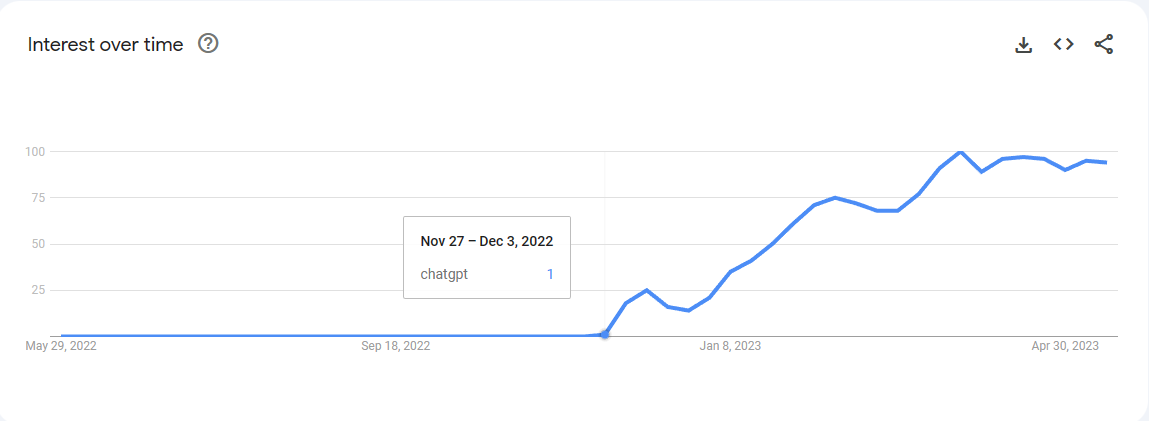 Interest over time
100
75
50
25
Nov 27 – Dec 3, 2022
chatgpt 1
May 29, 2022 Sep 18, 2022 Jan 8, 2023 Apr 30, 2023